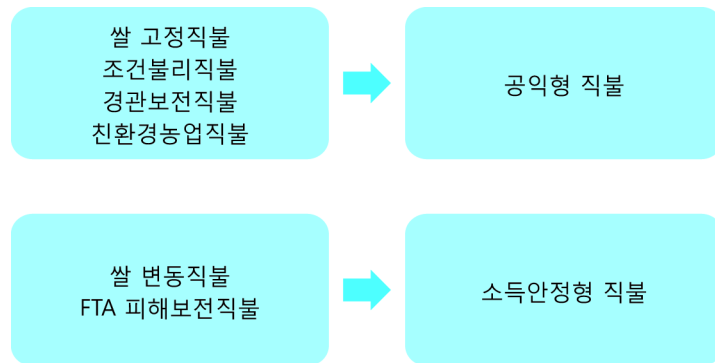 쌀 고정직불
조건불리직불
경관보전직불
친환경농업직불
공익형 직불
쌀 변동직불
FTA 피해보전직불
소득안정형 직불